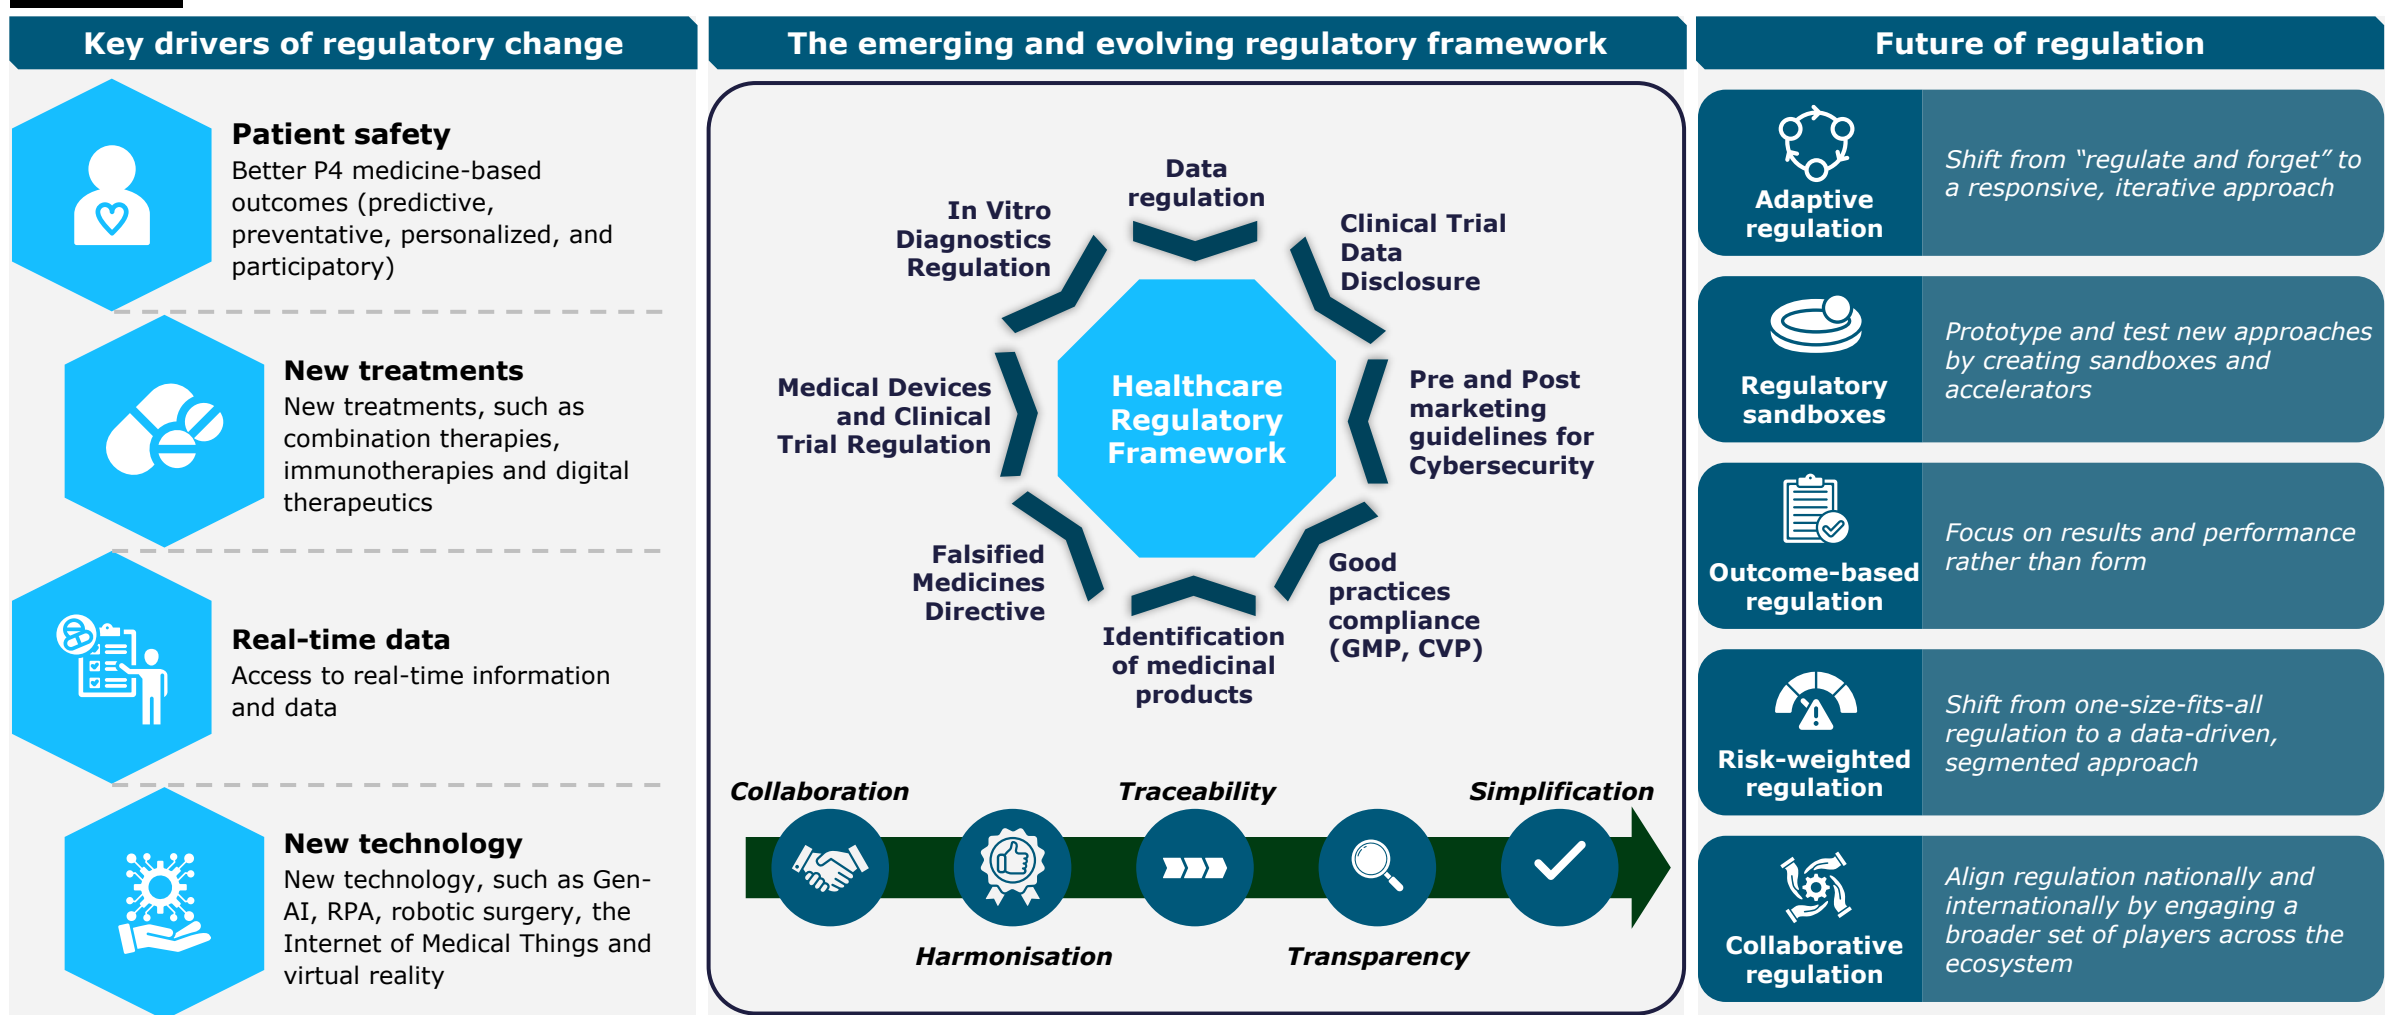 Key drivers of regulatory change
Patient safety
Better P4 medicine-based
outcomes (predictive,
preventative, personalized, and
participatory)
New treatments
New treatments, such as
combination therapies,
immunotherapies and digital
therapeutics
Real-time data
Access to real-time information
and data
New technology
New technology, such as Gen-
AI, RPA, robotic surgery, the
Internet of Medical Things and
virtual reality
The emerging and evolving regulatory framework
Data
regulation
Clinical Trial
Data
Disclosure
Pre and Post
marketing
guidelines for
Cybersecurity
Good
practices
compliance
(GMP, CVP)
Identification
of medicinal
products
Falsified
Medicines
Directive
Medical Devices
and Clinical
Trial Regulation
In Vitro
Diagnostics
Regulation
Healthcare
Regulatory
Framework
Collaboration
Harmonisation
Traceability
Transparency
Simplification
Future of regulation
Adaptive
regulation
Shift from “regulate and forget” to
a responsive, iterative approach
Regulatory
sandboxes
Prototype and test new approaches
by creating sandboxes and
accelerators
Outcome-based
regulation
Focus on results and performance
rather than form
Risk-weighted
regulation
Shift from one-size-fits-all
regulation to a data-driven,
segmented approach
Collaborative
regulation
Align regulation nationally and
internationally by engaging a
broader set of players across the
ecosystem